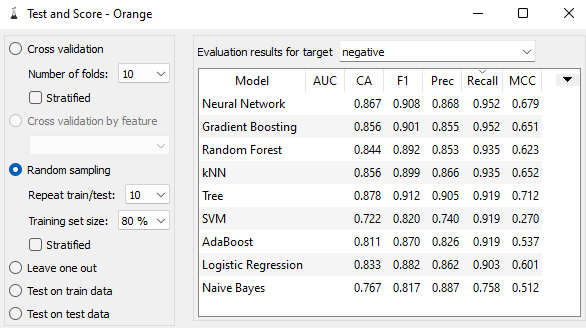 Test and Score - Orange
Cross validation
Number of folds: 10
Stratified
Cross validation by feature
Random sampling
Repeat train/test: 10
Training set size: 80 %
Stratified
Leave one out
Test on train data
Test on test data
Evaluation results for target negative
Model AUC CA F1 Prec Recall MCC
Neural Network 0.867 0.908 0.868 0.952 0.679
Gradient Boosting 0.856 0.901 0.855 0.952 0.651
Random Forest 0.844 0.892 0.853 0.935 0.623
kNN 0.856 0.899 0.866 0.935 0.652
Tree 0.878 0.912 0.905 0.919 0.712
SVM 0.722 0.820 0.740 0.919 0.270
AdaBoost 0.811 0.870 0.826 0.919 0.537
Logistic Regression 0.833 0.882 0.862 0.903 0.601
Naive Bayes 0.767 0.817 0.887 0.758 0.512